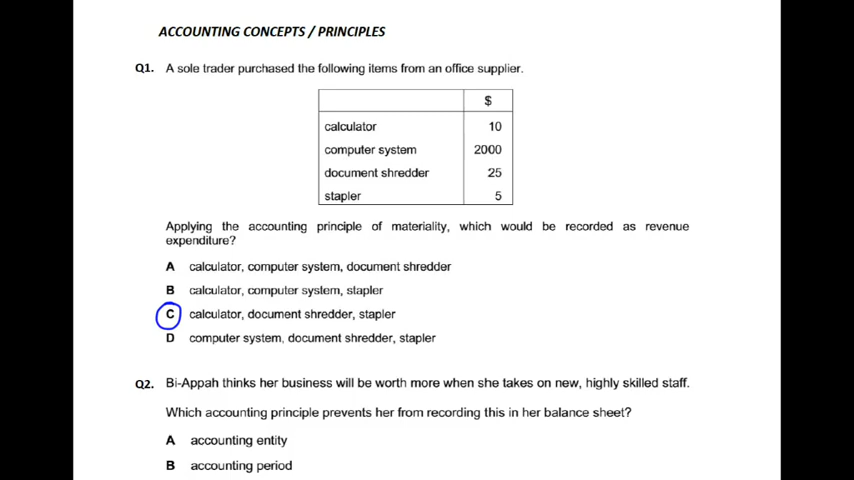 ACCOUNTING CONCEPTS / PRINCIPLES
Q1. A sole trader purchased the following items from an office supplier.
$
calculator 10
computer system 2000
document shredder 25
stapler 5
Applying the accounting principle of materiality, which would be recorded as revenue
expenditure?
A calculator, computer system, document shredder
B calculator, computer system, stapler
C calculator, document shredder, stapler
D computer system, document shredder, stapler
Q2. Bi-Appah thinks her business will be worth more when she takes on new, highly skilled staff.
Which accounting principle prevents her from recording this in her balance sheet?
A accounting entity
B accounting period